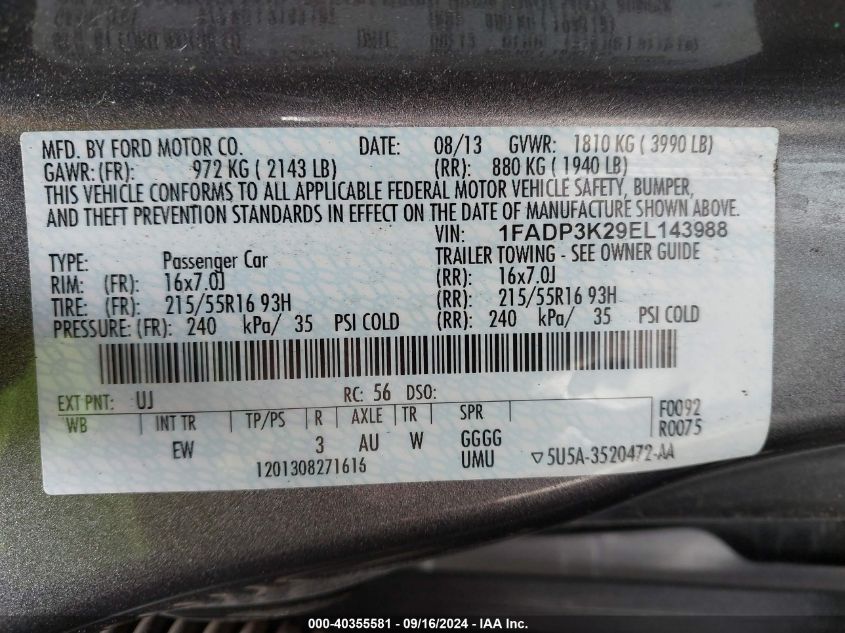 MFD. BY FORD MOTOR CO. DATE: 08/13 GVWR: 1810 KG ( 3990 LB)
GAWR:(FR): 972 KG ( 2143 LB) (RR): 880 KG ( 1940 LB)
THIS VEHICLE CONFORMS TO ALL APPLICABLE FEDERAL MOTOR VEHICLE SAFETY, BUMPER,
AND THEFT PREVENTION STANDARDS IN EFFECT ON THE DATE OF MANUFACTURE SHOWN ABOVE.
VIN: 1FADP3K29EL143988
TYPE: Passenger Car TRAILER TOWING - SEE OWNER GUIDE
RIM: (FR): 16x7.0J (RR): 16x7.0J
TIRE: (FR): 215/55R16 93H (RR): 215/55R16 93H
PRESSURE: (FR): 240 kPa/ 35 PSI COLD (RR): 240 kPa/ 35 PSI COLD
EXT PNT: UJ RC: 56 DSO:
WB INT TR TP/PS R AXLE TR SPR F0092
EW 3 AU W GGGG R0075
1201308271616 UMU ▽5U5A-3520472-AA
000-40355581 - 09/16/2024 - IAA Inc.